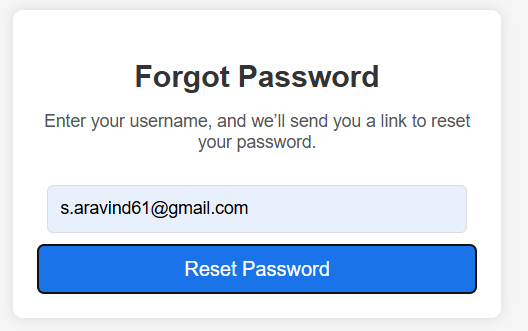 Forgot Password
Enter your username, and we'll send you a link to reset
your password.
s.aravind61@gmail.com
Reset Password